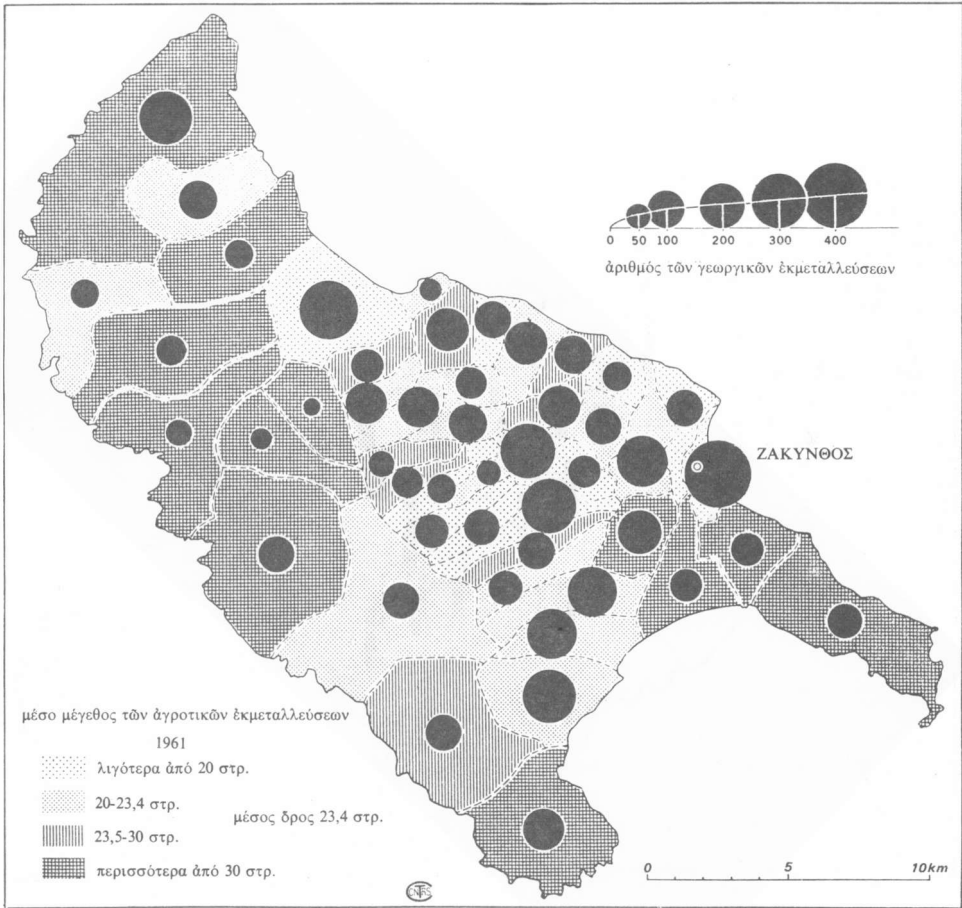 0 50 100 200 300 400
ἀριθμός τῶν γεωργικῶν ἐκμεταλλεύσεων
ΖΑΚΥΝΘΟΣ
μέσο μέγεθος τῶν ἀγροτικῶν ἐκμεταλλεύσεων
1961
λιγότερα ἀπό 20 στρ.
20-23,4 στρ.
μέσος δρος 23,4 στρ.
23,5-30 στρ.
περισσότερα ἀπό 30 στρ.
0 5 10km